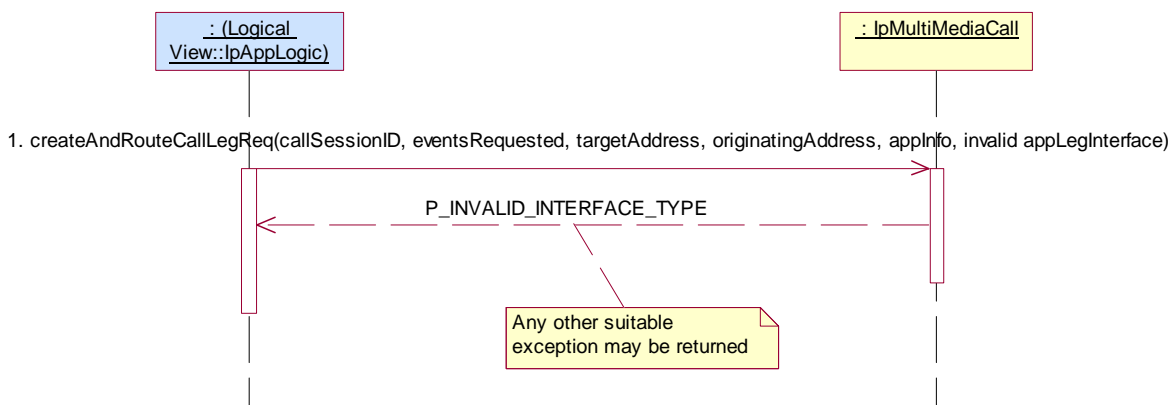 : (Logical
View::IpAppLogic)
: IpMultiMediaCall
1. createAndRouteCallLegReq(callSessionID, eventsRequested, targetAddress, originatingAddress, appInfo, invalid appLegInterface)
P_INVALID_INTERFACE_TYPE
Any other suitable
exception may be returned